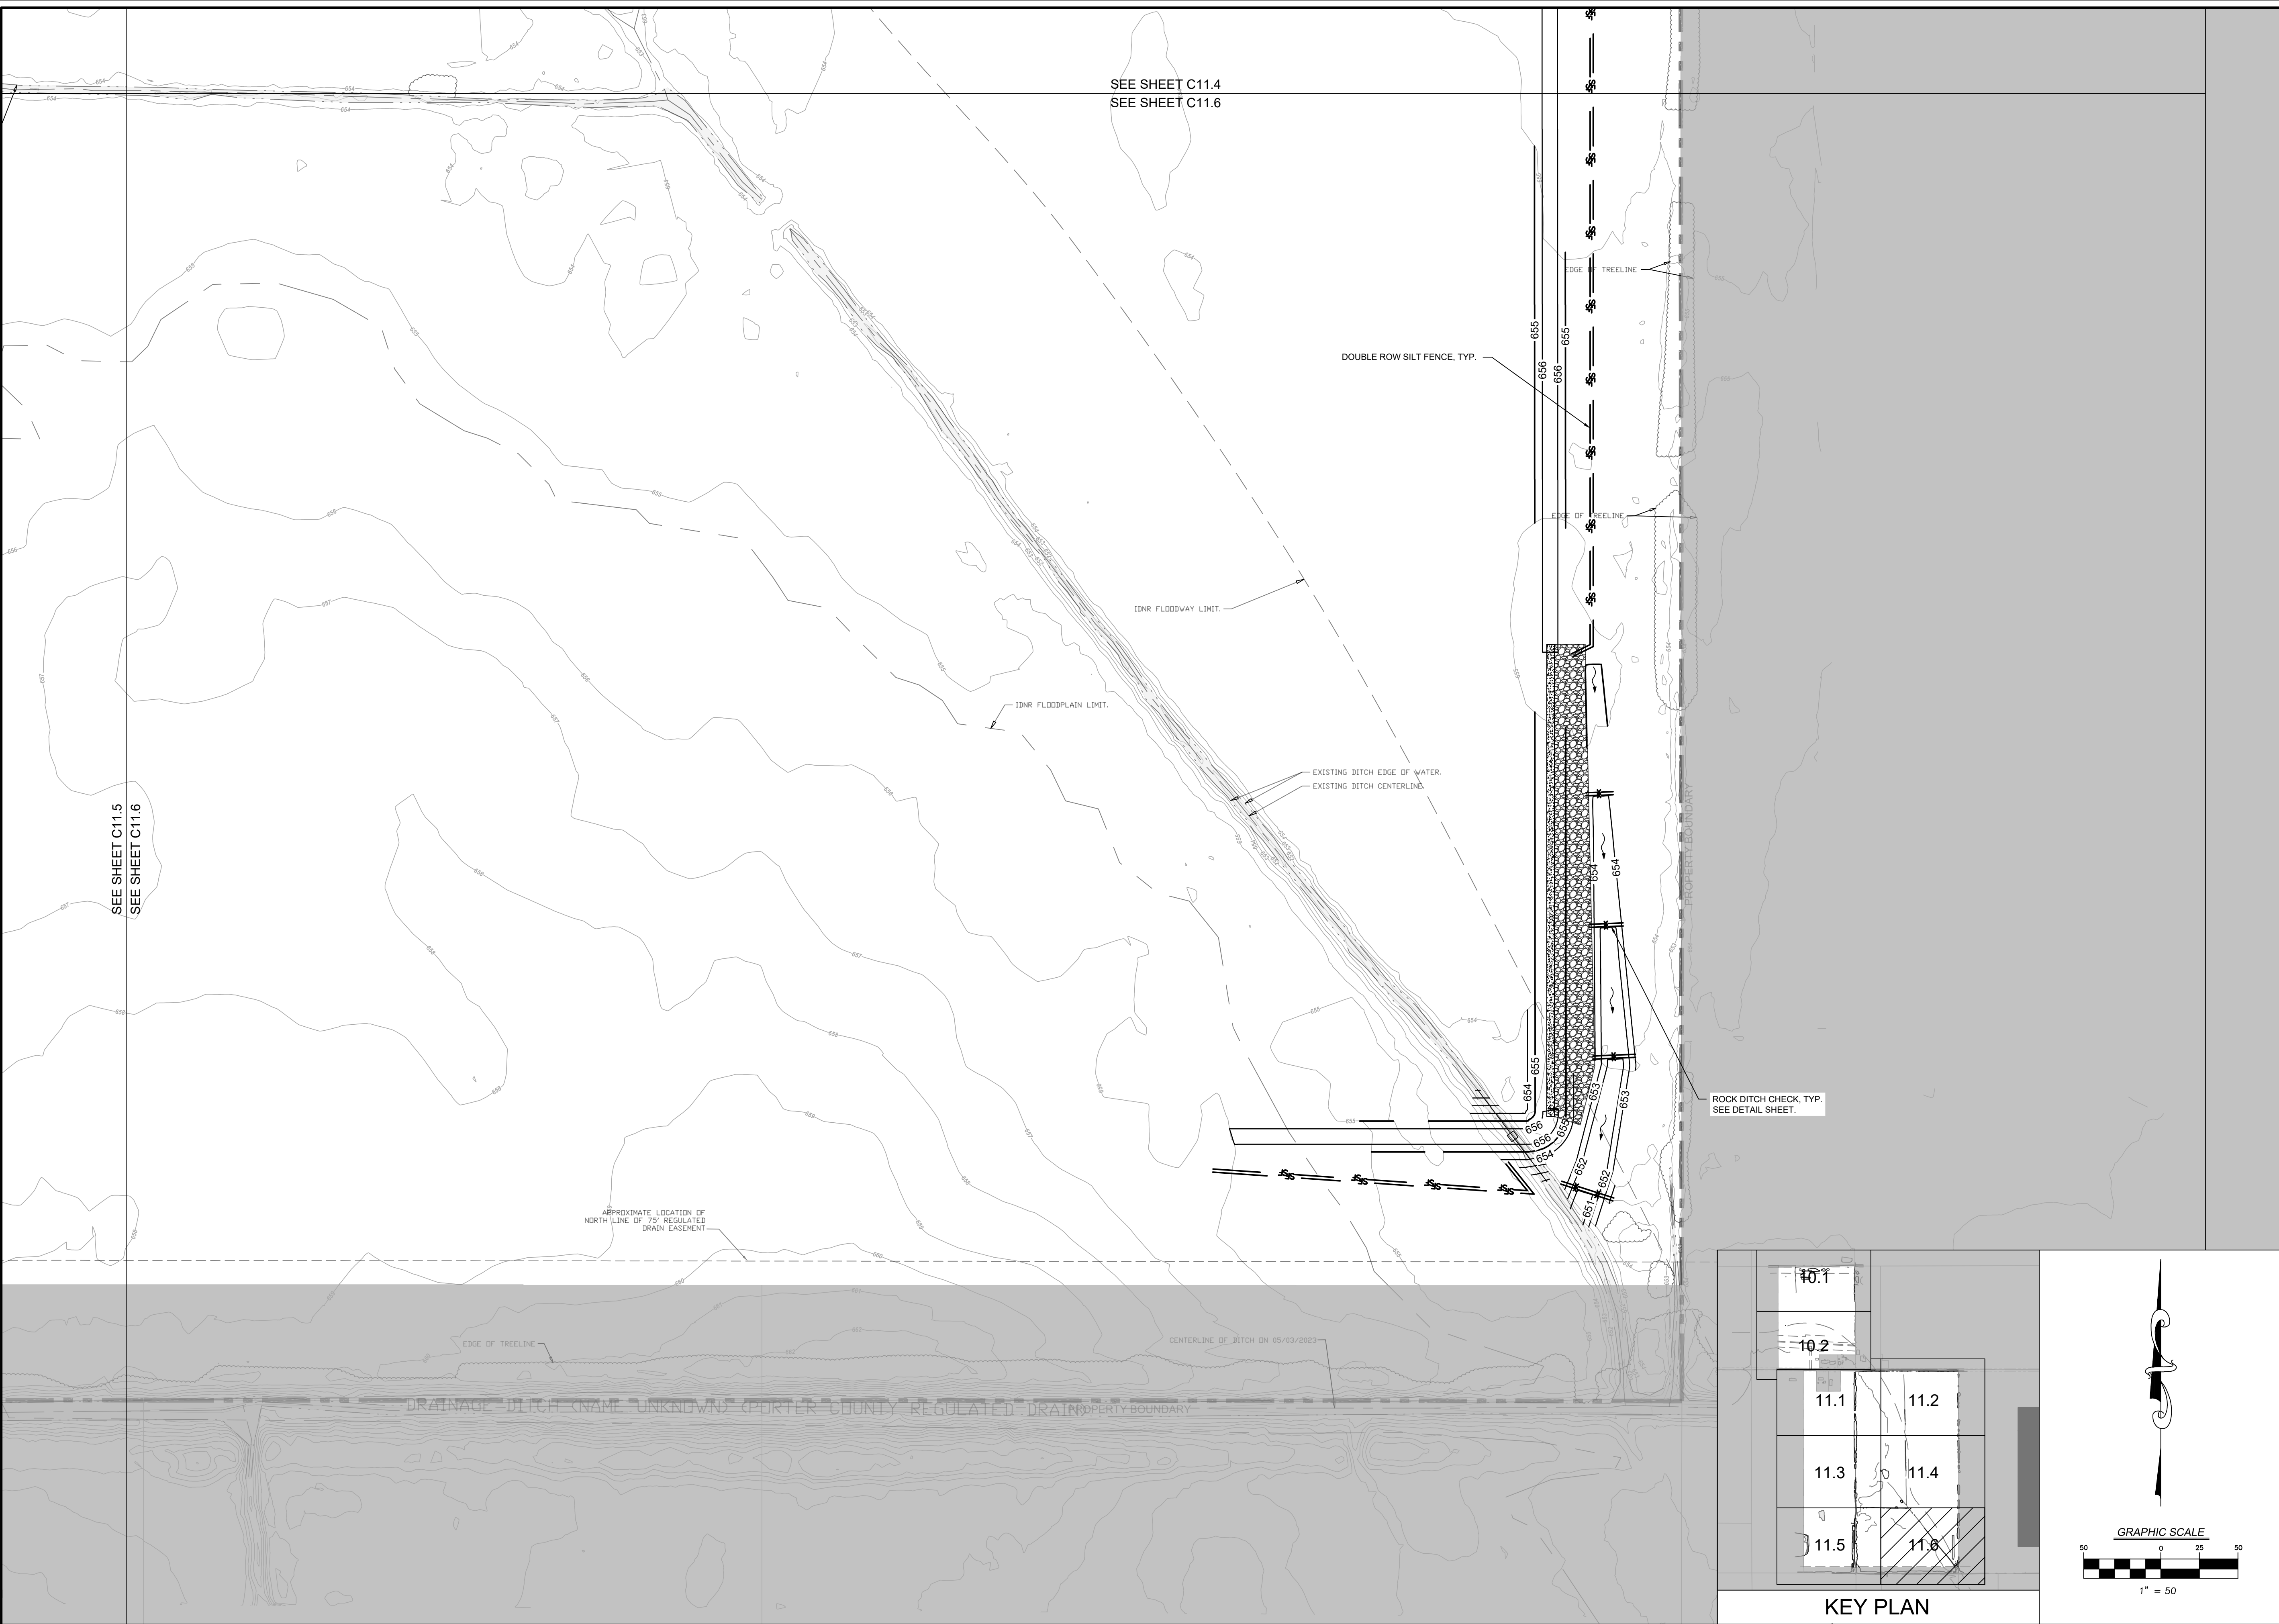 SEE SHEET C11.4
SEE SHEET C11.6
EDGE OF TREELINE
DOUBLE ROW SILT FENCE, TYP.
655
656
656
655
EDGE OF TREELINE
IDNR FLOODWAY LIMIT.
IDNR FLOODPLAIN LIMIT.
EXISTING DITCH EDGE OF WATER.
EXISTING DITCH CENTERLINE
SEE SHEET C11.5
SEE SHEET C11.6
PROPERTY BOUNDARY
654
654
655
654
653
653
ROCK DITCH CHECK, TYP.
SEE DETAIL SHEET.
656
656
655
654
652
652
651
APPROXIMATE LOCATION OF
NORTH LINE OF 75' REGULATED
DRAIN EASEMENT
EDGE OF TREELINE
CENTERLINE OF DITCH ON 05/03/2023
DRAINAGE DITCH (NAME UNKNOWN) (PORTER COUNTY REGULATED DRAIN)
PROPERTY BOUNDARY
10.1
10.2
11.1
11.2
11.3
11.4
11.5
11.6
KEY PLAN
GRAPHIC SCALE
50 0 25 50
1" = 50